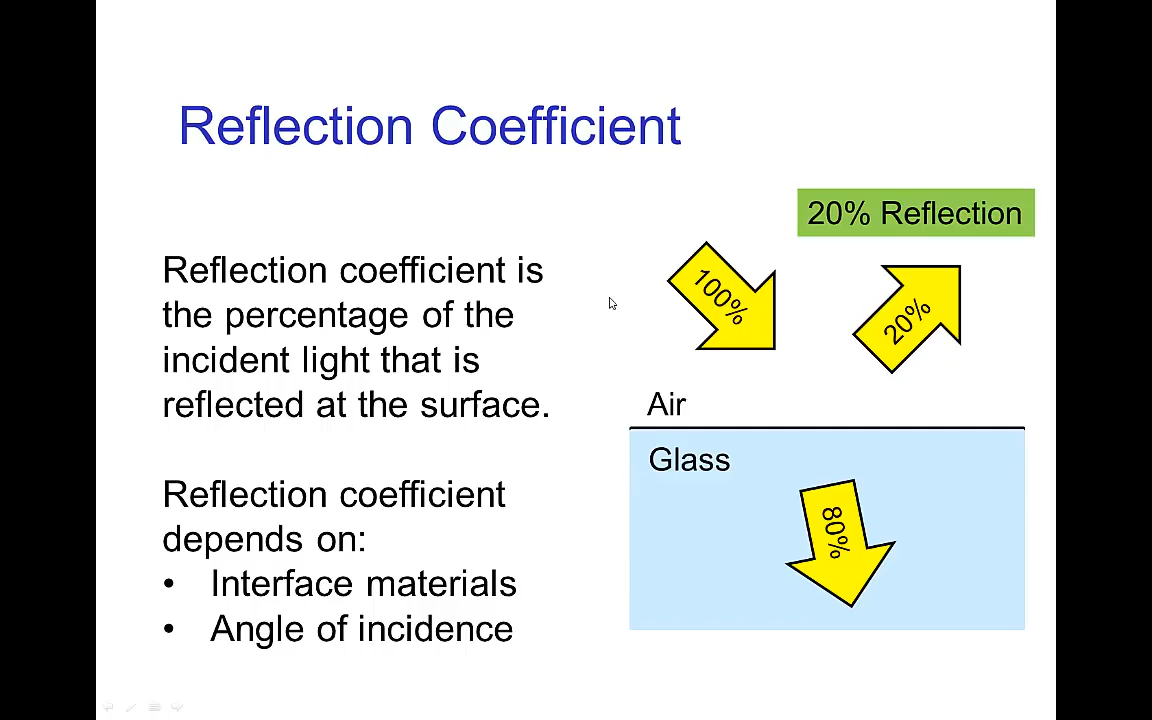 Reflection Coefficient
Reflection coefficient is
the percentage of the
incident light that is
reflected at the surface.
Reflection coefficient
depends on:
• Interface materials
• Angle of incidence
20% Reflection
100%
20%
Air
Glass
80%